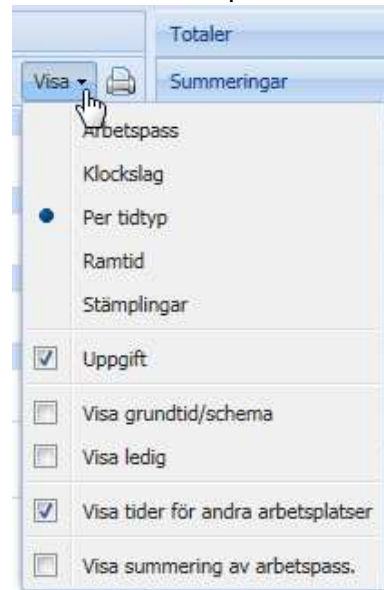 Totaler
Visa
Summeringar
Arbetspass
Klockslag
Per tidtyp
Ramtid
Stämplingar
Uppgift
Visa grundtid/schema
Visa ledig
Visa tider för andra arbetsplatser
Visa summering av arbetspass.